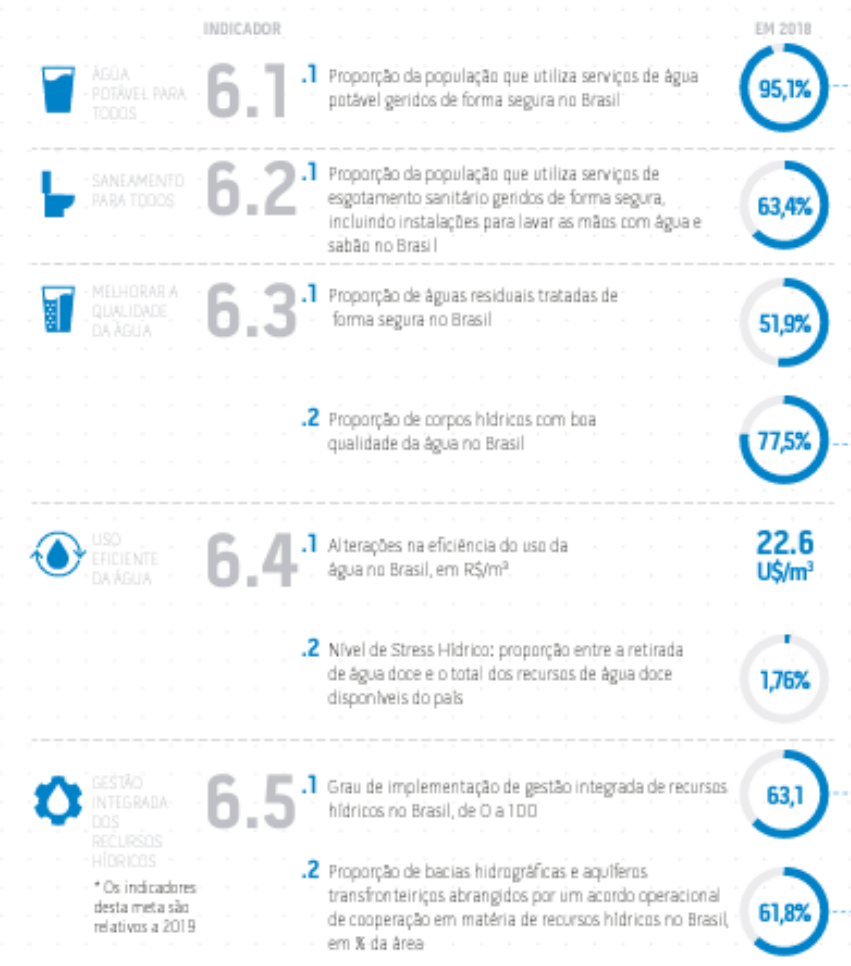 INDICADOR
EM 2018
ÁGUA
POTÁVEL PARA
TODOS
6.1
.1 Proporção da população que utiliza serviços de água
potável geridos de forma segura no Brasil
95,1%
SANEAMENTO
PARA TODOS
6.2
.1 Proporção da população que utiliza serviços de
esgotamento sanitário geridos de forma segura,
incluindo instalações para lavar as mãos com água e
sabão no Brasil
63,4%
MELHORAR A
QUALIDADE
DA ÁGUA
6.3
.1 Proporção de águas residuais tratadas de
forma segura no Brasil
51,9%
.2 Proporção de corpos hídricos com boa
qualidade da água no Brasil
77,5%
USO
EFICIENTE
DA ÁGUA
6.4
.1 Alterações na eficiência do uso da
água no Brasil, em R$/m³
22.6
U$/m³
.2 Nível de Stress Hídrico: proporção entre a retirada
de água doce e o total dos recursos de água doce
disponíveis do país
1,76%
GESTÃO
INTEGRADA
DOS
RECURSOS
HÍDRICOS
* Os indicadores
desta meta são
relativos a 2019
6.5
.1 Grau de implementação de gestão integrada de recursos
hídricos no Brasil, de 0 a 100
63,1
.2 Proporção de bacias hidrográficas e aquíferos
transfronteiriços abrangidos por um acordo operacional
de cooperação em matéria de recursos hídricos no Brasil,
em % da área
61,8%